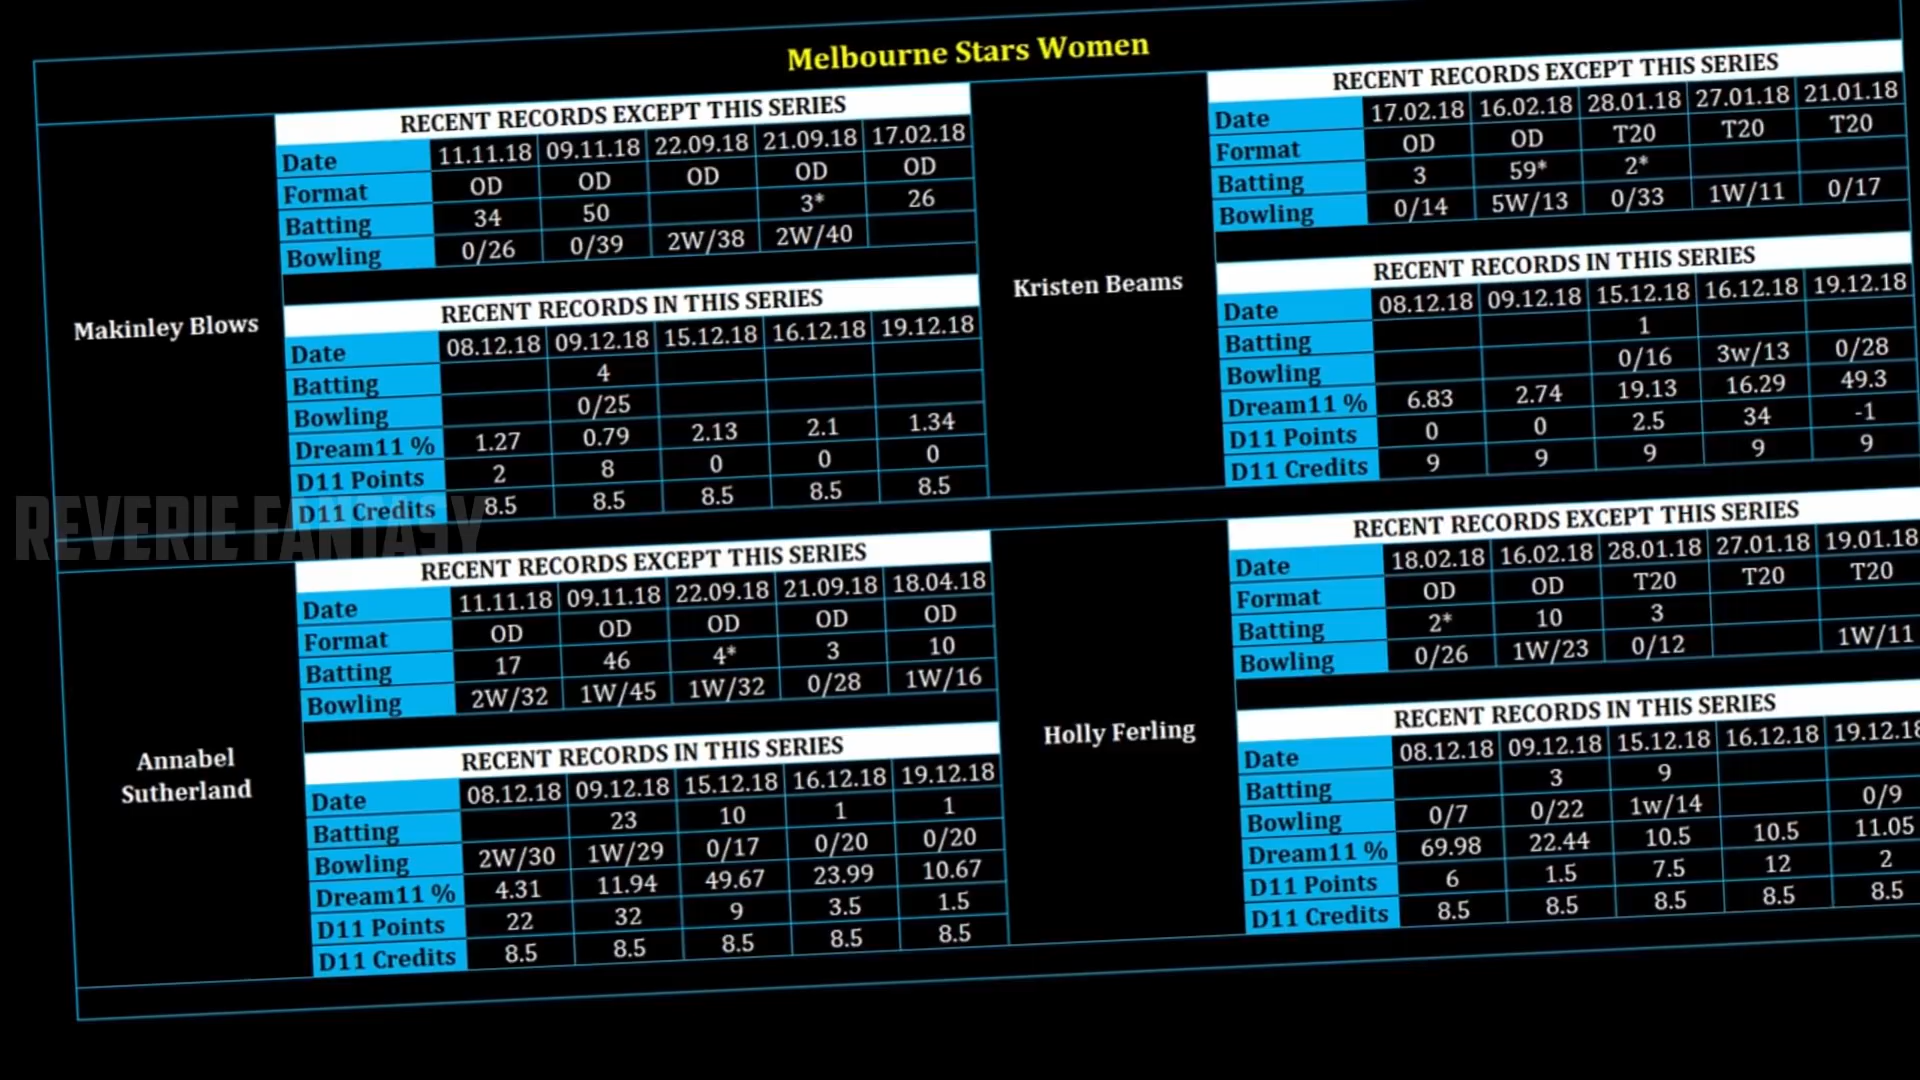 Melbourne Stars Women
Makinley Blows
RECENT RECORDS EXCEPT THIS SERIES
Date 11.11.18 09.11.18 22.09.18 21.09.18 17.02.18
Format OD OD OD OD OD
Batting 34 50 3* 26
Bowling 0/26 0/39 2W/38 2W/40
RECENT RECORDS IN THIS SERIES
Date 08.12.18 09.12.18 15.12.18 16.12.18 19.12.18
Batting 4
Bowling 0/25
Dream11 % 1.27 0.79 2.13 2.1 1.34
D11 Points 2 8 0 0 0
D11 Credits 8.5 8.5 8.5 8.5 8.5
Kristen Beams
RECENT RECORDS EXCEPT THIS SERIES
Date 17.02.18 16.02.18 28.01.18 27.01.18 21.01.18
Format OD OD T20 T20 T20
Batting 3 59* 2*
Bowling 0/14 5W/13 0/33 1W/11 0/17
RECENT RECORDS IN THIS SERIES
Date 08.12.18 09.12.18 15.12.18 16.12.18 19.12.18
Batting 1
Bowling 0/16 3w/13 0/28
Dream11 % 6.83 2.74 19.13 16.29 49.3
D11 Points 0 0 2.5 34 -1
D11 Credits 9 9 9 9 9
REVERIE FANTASY
Annabel
Sutherland
RECENT RECORDS EXCEPT THIS SERIES
Date 11.11.18 09.11.18 22.09.18 21.09.18 18.04.18
Format OD OD OD OD OD
Batting 17 46 4* 3 10
Bowling 2W/32 1W/45 1W/32 0/28 1W/16
RECENT RECORDS IN THIS SERIES
Date 08.12.18 09.12.18 15.12.18 16.12.18 19.12.18
Batting 23 10 1 1
Bowling 2W/30 1W/29 0/17 0/20 0/20
Dream11 % 4.31 11.94 49.67 23.99 10.67
D11 Points 22 32 9 3.5 1.5
D11 Credits 8.5 8.5 8.5 8.5 8.5
Holly Ferling
RECENT RECORDS EXCEPT THIS SERIES
Date 18.02.18 16.02.18 28.01.18 27.01.18 19.01.18
Format OD OD T20 T20 T20
Batting 2* 10 3
Bowling 0/26 1W/23 0/12 1W/11
RECENT RECORDS IN THIS SERIES
Date 08.12.18 09.12.18 15.12.18 16.12.18 19.12.18
Batting 3 9
Bowling 0/7 0/22 1w/14 0/9
Dream11 % 69.98 22.44 10.5 10.5 11.05
D11 Points 6 1.5 7.5 12 2
D11 Credits 8.5 8.5 8.5 8.5 8.5